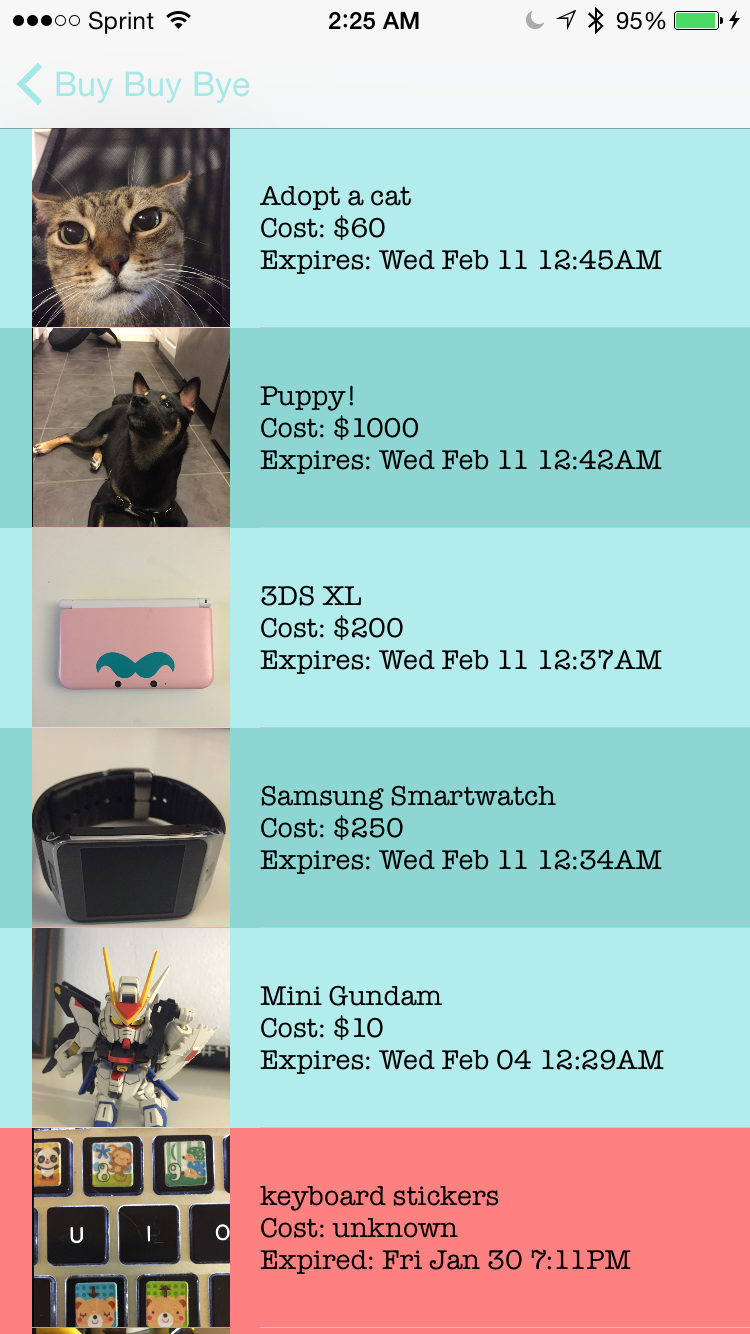 Sprint 2:25 AM 95%
Buy Buy Bye
Adopt a cat
Cost: $60
Expires: Wed Feb 11 12:45AM
Puppy!
Cost: $1000
Expires: Wed Feb 11 12:42AM
3DS XL
Cost: $200
Expires: Wed Feb 11 12:37AM
Samsung Smartwatch
Cost: $250
Expires: Wed Feb 11 12:34AM
Mini Gundam
Cost: $10
Expires: Wed Feb 04 12:29AM
U I O
keyboard stickers
Cost: unknown
Expired: Fri Jan 30 7:11PM